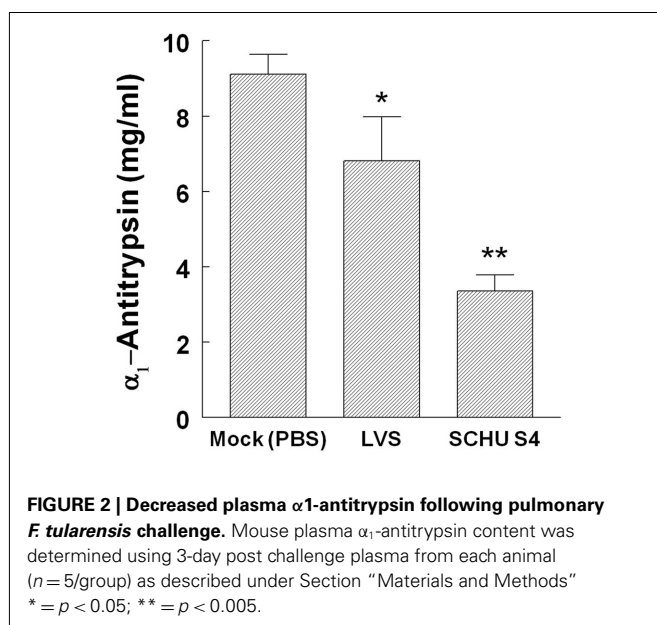 10
8
6
4
2
0
α₁–Antitrypsin (mg/ml)
*
**
Mock (PBS) LVS SCHU S4
FIGURE 2 | Decreased plasma α1-antitrypsin following pulmonary
F. tularensis challenge. Mouse plasma α₁-antitrypsin content was
determined using 3-day post challenge plasma from each animal
(n = 5/group) as described under Section “Materials and Methods”
* = p < 0.05; ** = p < 0.005.